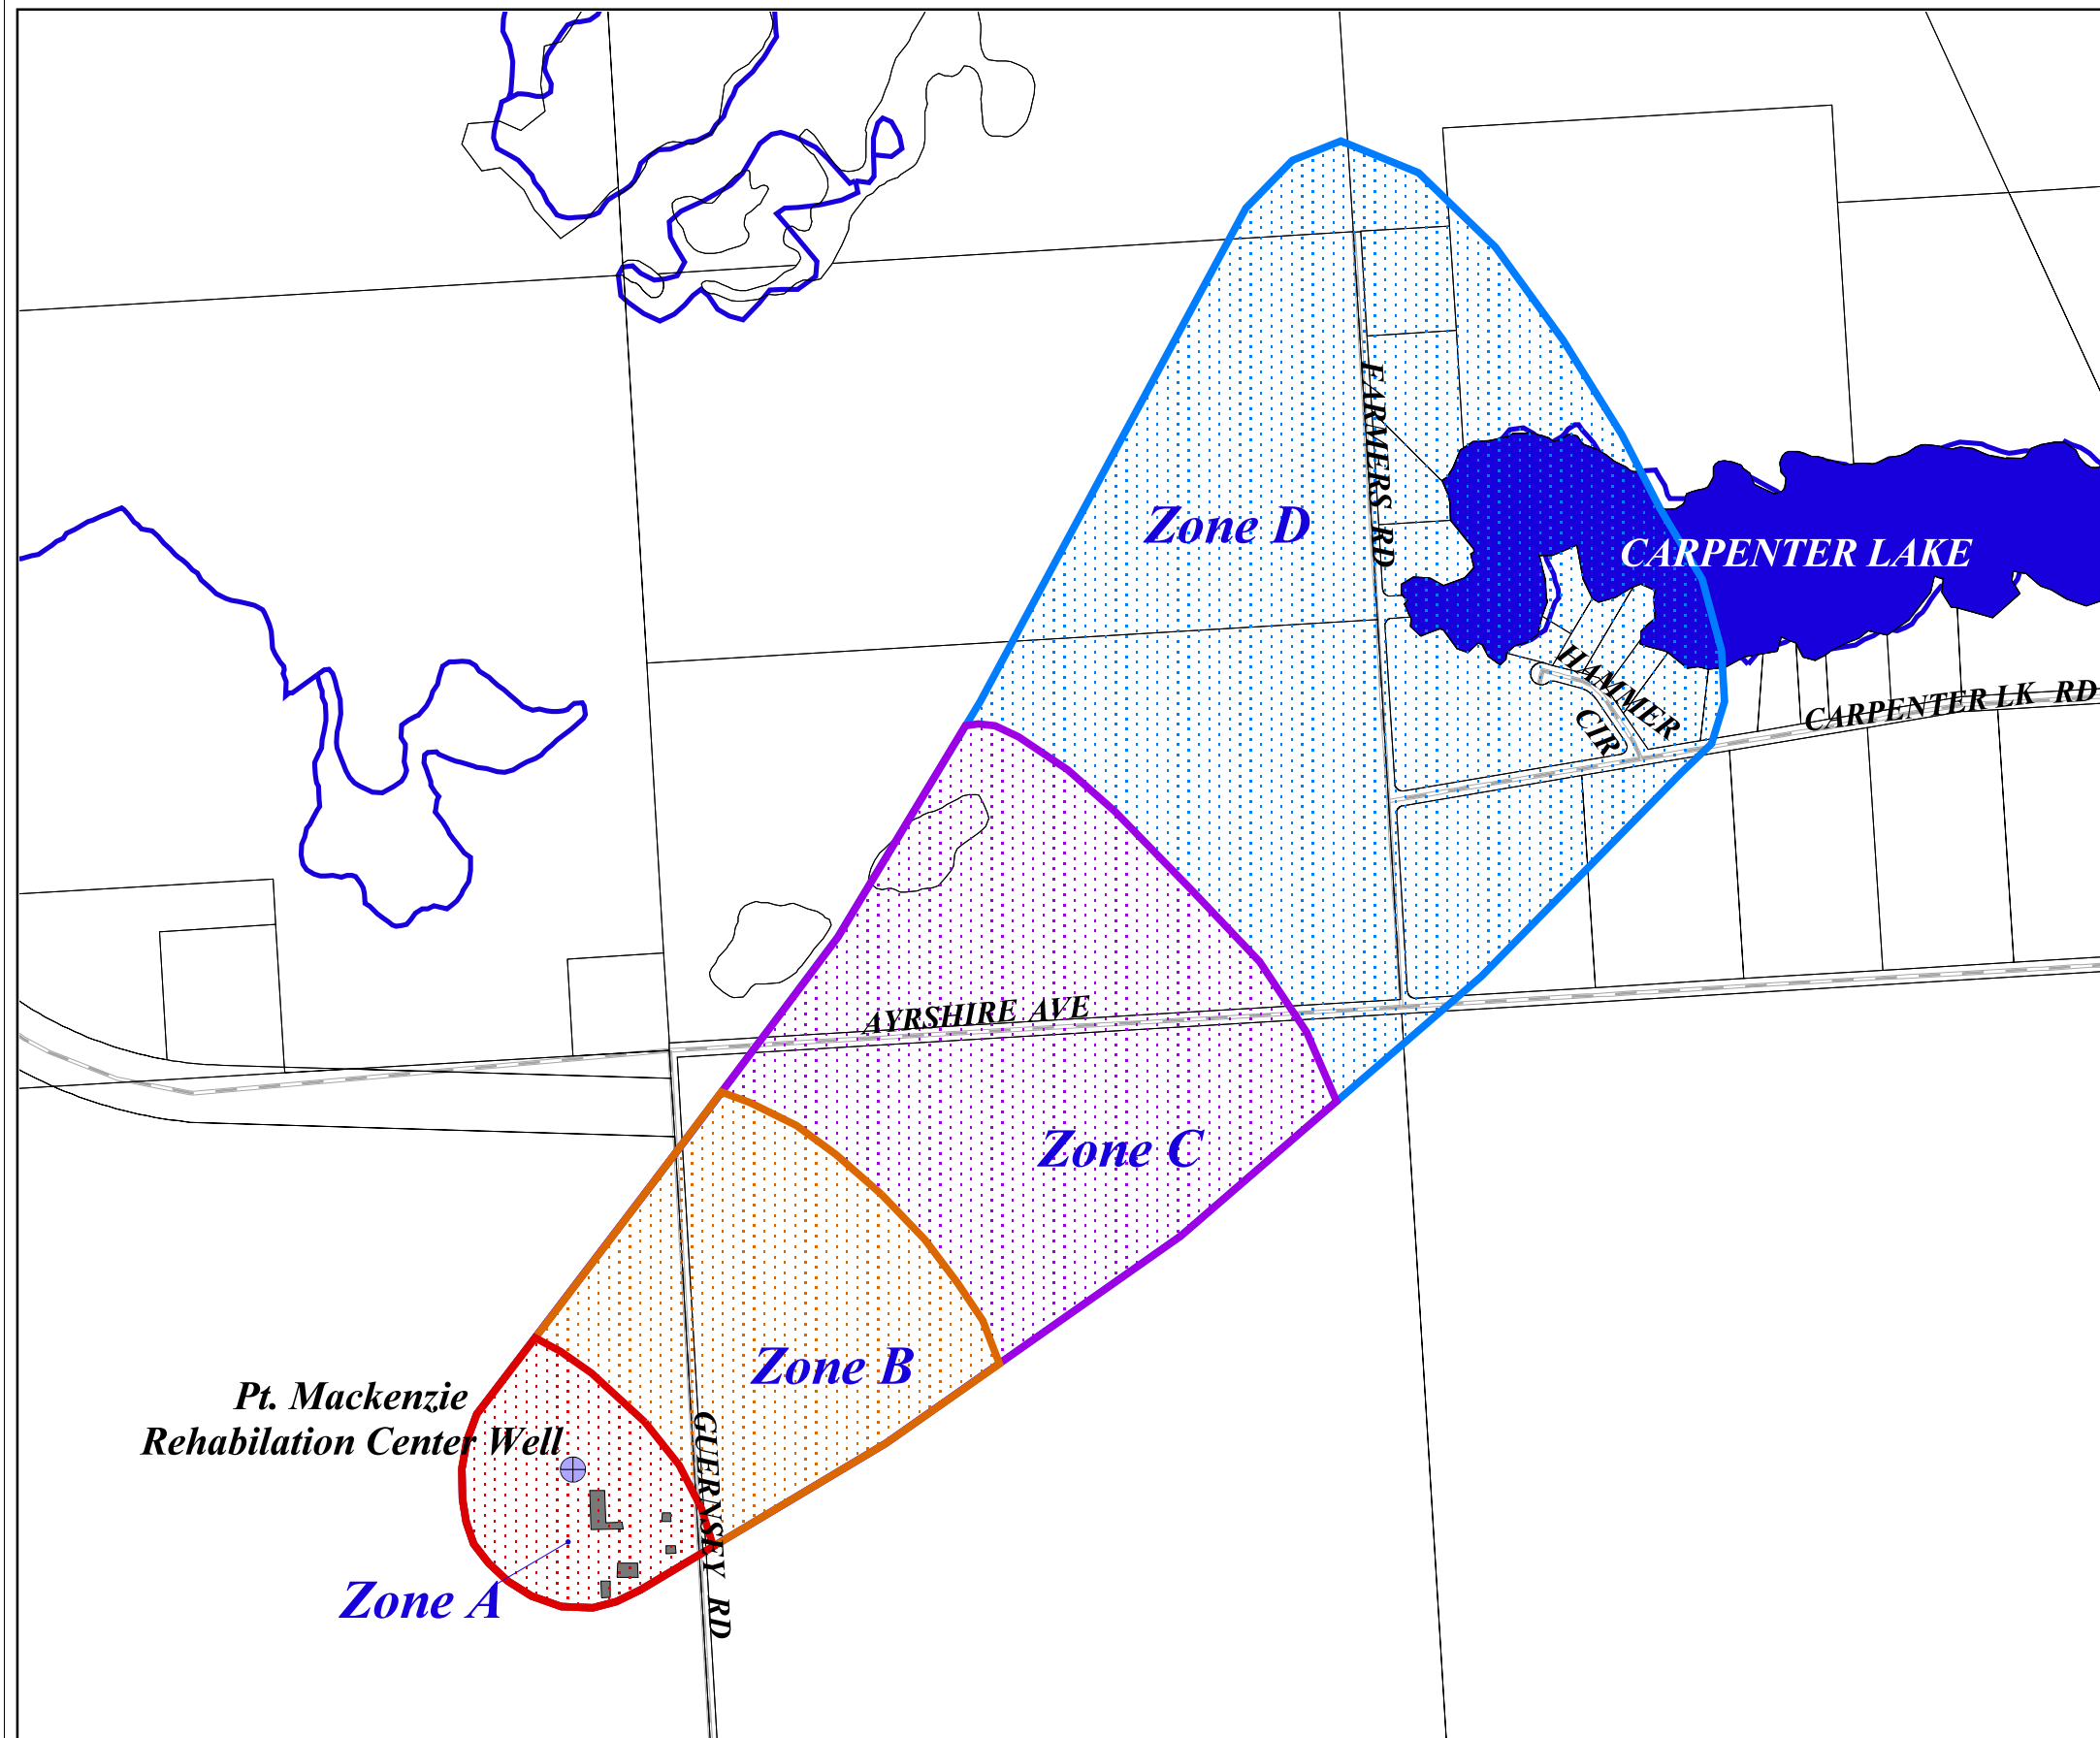 FARMERS RD
Zone D
CARPENTER LAKE
HAMMER
CIR
CARPENTER LK RD
AYRSHIRE AVE
Zone C
Zone B
Pt. Mackenzie
Rehabilation Center Well
GUERNSEY RD
Zone A